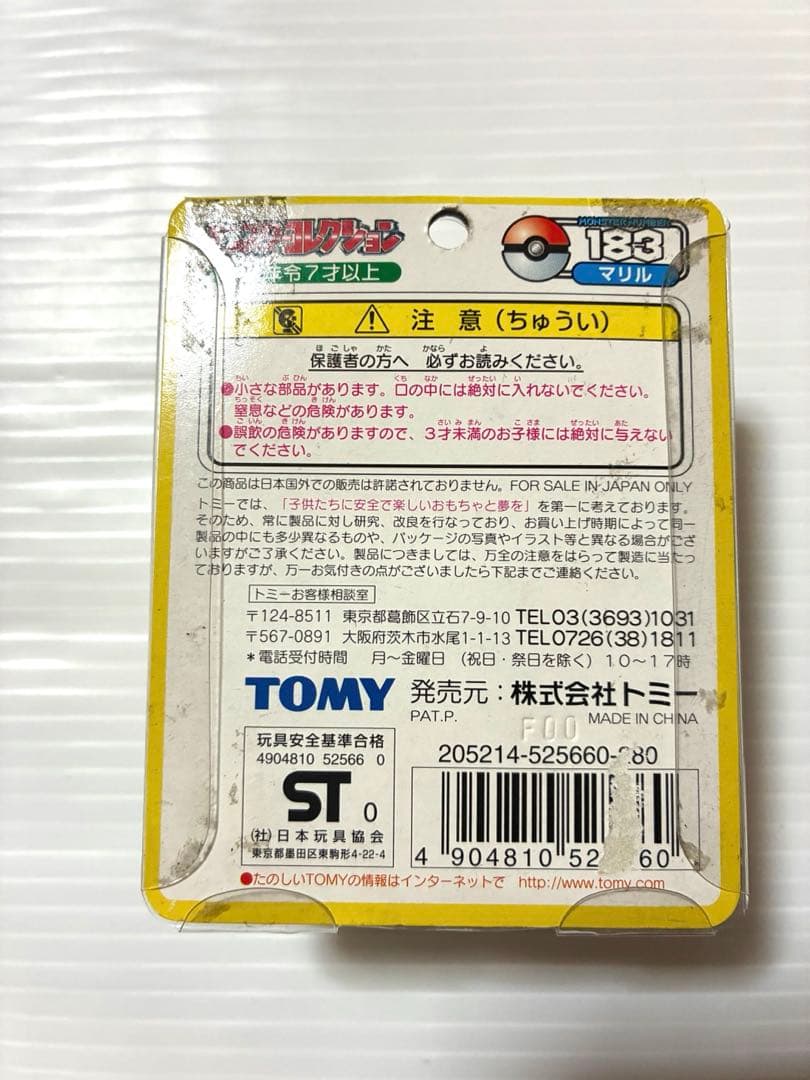 コレクション
MONSTER NUMBER
183
令7才以上
マリル
注 意（ちゅうい）
保護者の方へ 必ずお読みください。
●小さな部品があります。口の中には絶対に入れないでください。
窒息などの危険があります。
●誤飲の危険がありますので、3才未満のお子様には絶対に与えない
でください。
この商品は日本国外での販売は許諾されておりません。FOR SALE IN JAPAN ONLY
トミーでは、「子供たちに安全で楽しいおもちゃと夢を」を第一に考えております。
そのため、常に製品に対し研究、改良を行なっており、お買い上げ時期によって同一
製品の中にも多少異なるものや、パッケージの写真やイラスト等と異なる場合がござ
いますがご了承ください。製品につきましては、万全の注意をはらって製造に当たっ
ておりますが、万一お気付きの点がございましたら下記までご連絡ください。
トミーお客様相談室
〒124-8511 東京都葛飾区立石7-9-10 TEL03(3693)1031
〒567-0891 大阪府茨木市水尾1-1-13 TEL0726(38)1811
＊電話受付時間 月〜金曜日 （祝日・祭日を除く）10〜17時
TOMY 発売元：株式会社トミー
PAT.P. F00 MADE IN CHINA
玩具安全基準合格
4904810 52566 0
ST 0
(社)日本玩具協会
東京都墨田区東駒形4-22-4
205214-525660-280
4 904810 52 60
●たのしいTOMYの情報はインターネットで http://www.tomy.com